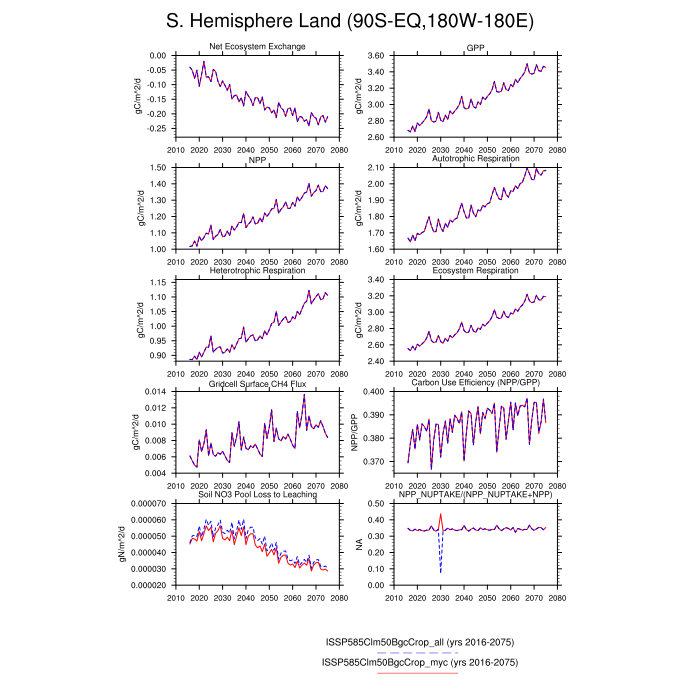 S. Hemisphere Land (90S-EQ,180W-180E)
Net Ecosystem Exchange
gC/m^2/d
0.00
-0.05
-0.10
-0.15
-0.20
-0.25
2010 2020 2030 2040 2050 2060 2070 2080
GPP
gC/m^2/d
3.60
3.40
3.20
3.00
2.80
2.60
2010 2020 2030 2040 2050 2060 2070 2080
NPP
gC/m^2/d
1.50
1.40
1.30
1.20
1.10
1.00
2010 2020 2030 2040 2050 2060 2070 2080
Autotrophic Respiration
gC/m^2/d
2.10
2.00
1.90
1.80
1.70
1.60
2010 2020 2030 2040 2050 2060 2070 2080
Heterotrophic Respiration
gC/m^2/d
1.15
1.10
1.05
1.00
0.95
0.90
2010 2020 2030 2040 2050 2060 2070 2080
Ecosystem Respiration
gC/m^2/d
3.40
3.20
3.00
2.80
2.60
2.40
2010 2020 2030 2040 2050 2060 2070 2080
Gridcell Surface CH4 Flux
gC/m^2/d
0.014
0.012
0.010
0.008
0.006
0.004
2010 2020 2030 2040 2050 2060 2070 2080
Carbon Use Efficiency (NPP/GPP)
NPP/GPP
0.400
0.390
0.380
0.370
2010 2020 2030 2040 2050 2060 2070 2080
Soil NO3 Pool Loss to Leaching
gN/m^2/d
0.000070
0.000060
0.000050
0.000040
0.000030
0.000020
2010 2020 2030 2040 2050 2060 2070 2080
NPP_NUPTAKE/(NPP_NUPTAKE+NPP)
NA
0.50
0.40
0.30
0.20
0.10
0.00
2010 2020 2030 2040 2050 2060 2070 2080
ISSP585Clm50BgcCrop_all (yrs 2016-2075)
ISSP585Clm50BgcCrop_myc (yrs 2016-2075)